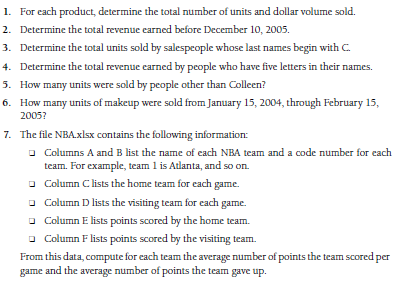 1. For each product, determine the total number of units and dollar volume sold.
2. Determine the total revenue earned before December 10, 2005.
3. Determine the total units sold by salespeople whose last names begin with C.
4. Determine the total revenue earned by people who have five letters in their names.
5. How many units were sold by people other than Colleen?
6. How many units of makeup were sold from January 15, 2004, through February 15,
2005?
7. The file NBA.xlsx contains the following information:
❑ Columns A and B list the name of each NBA team and a code number for each
team. For example, team 1 is Atlanta, and so on.
❑ Column C lists the home team for each game.
❑ Column D lists the visiting team for each game.
❑ Column E lists points scored by the home team.
❑ Column F lists points scored by the visiting team.
From this data, compute for each team the average number of points the team scored per
game and the average number of points the team gave up.